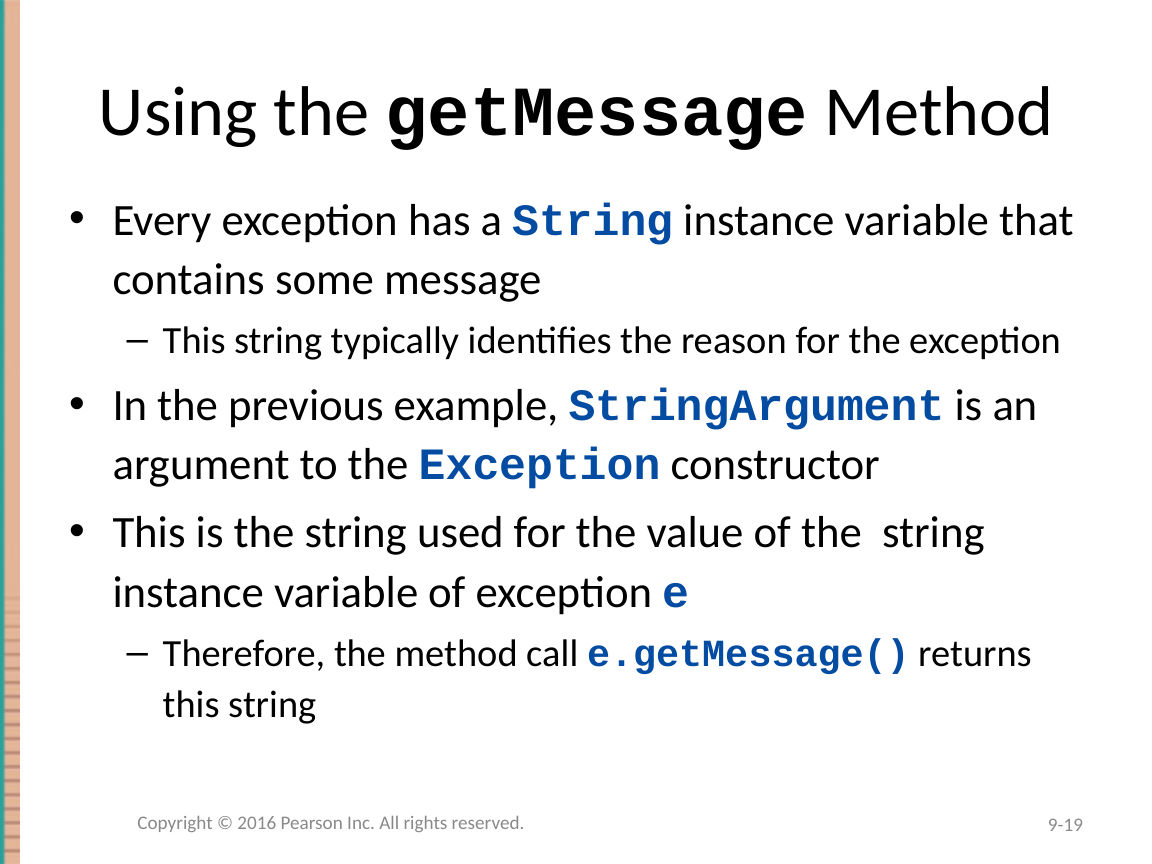 Using the getMessage Method
• Every exception has a String instance variable that
contains some message
– This string typically identifies the reason for the exception
• In the previous example, StringArgument is an
argument to the Exception constructor
• This is the string used for the value of the  string
instance variable of exception e
– Therefore, the method call e.getMessage() returns
this string
Copyright © 2016 Pearson Inc. All rights reserved.
9-19